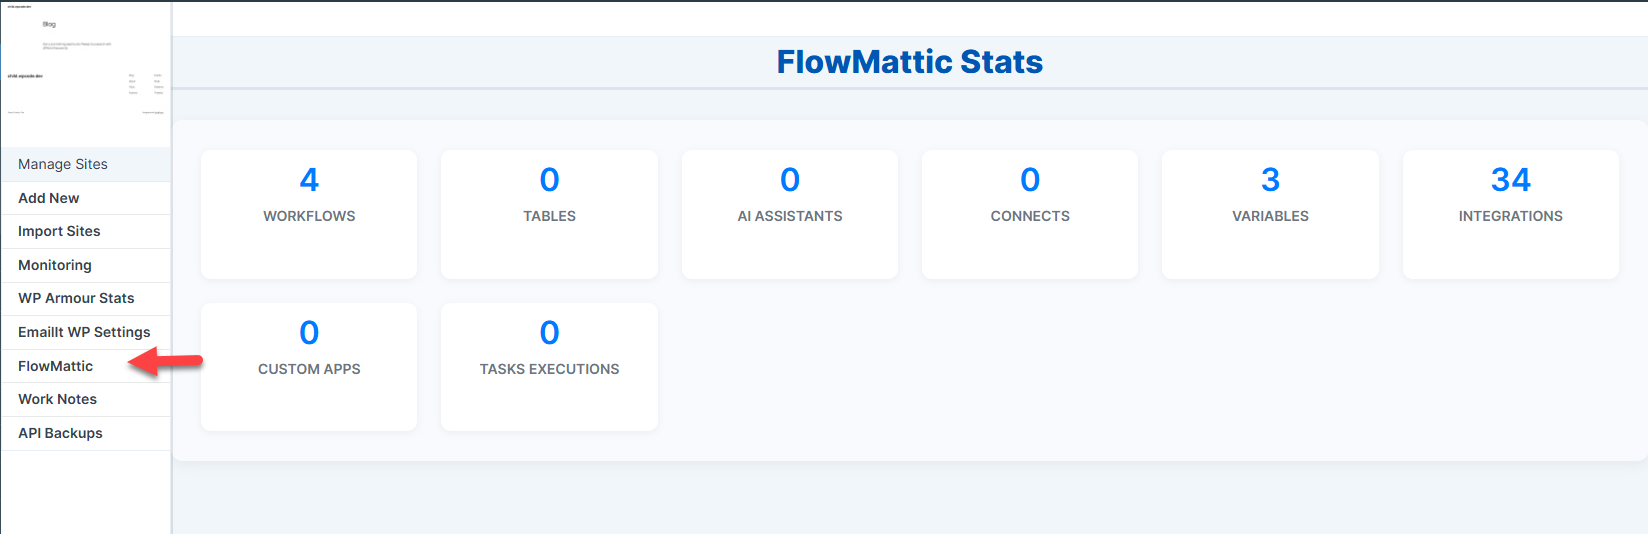 Blog
FlowMattic Stats
Manage Sites
Add New
Import Sites
Monitoring
WP Armour Stats
EmailIt WP Settings
FlowMattic
Work Notes
API Backups
4
WORKFLOWS
0
TABLES
0
AI ASSISTANTS
0
CONNECTS
3
VARIABLES
34
INTEGRATIONS
0
CUSTOM APPS
0
TASKS EXECUTIONS